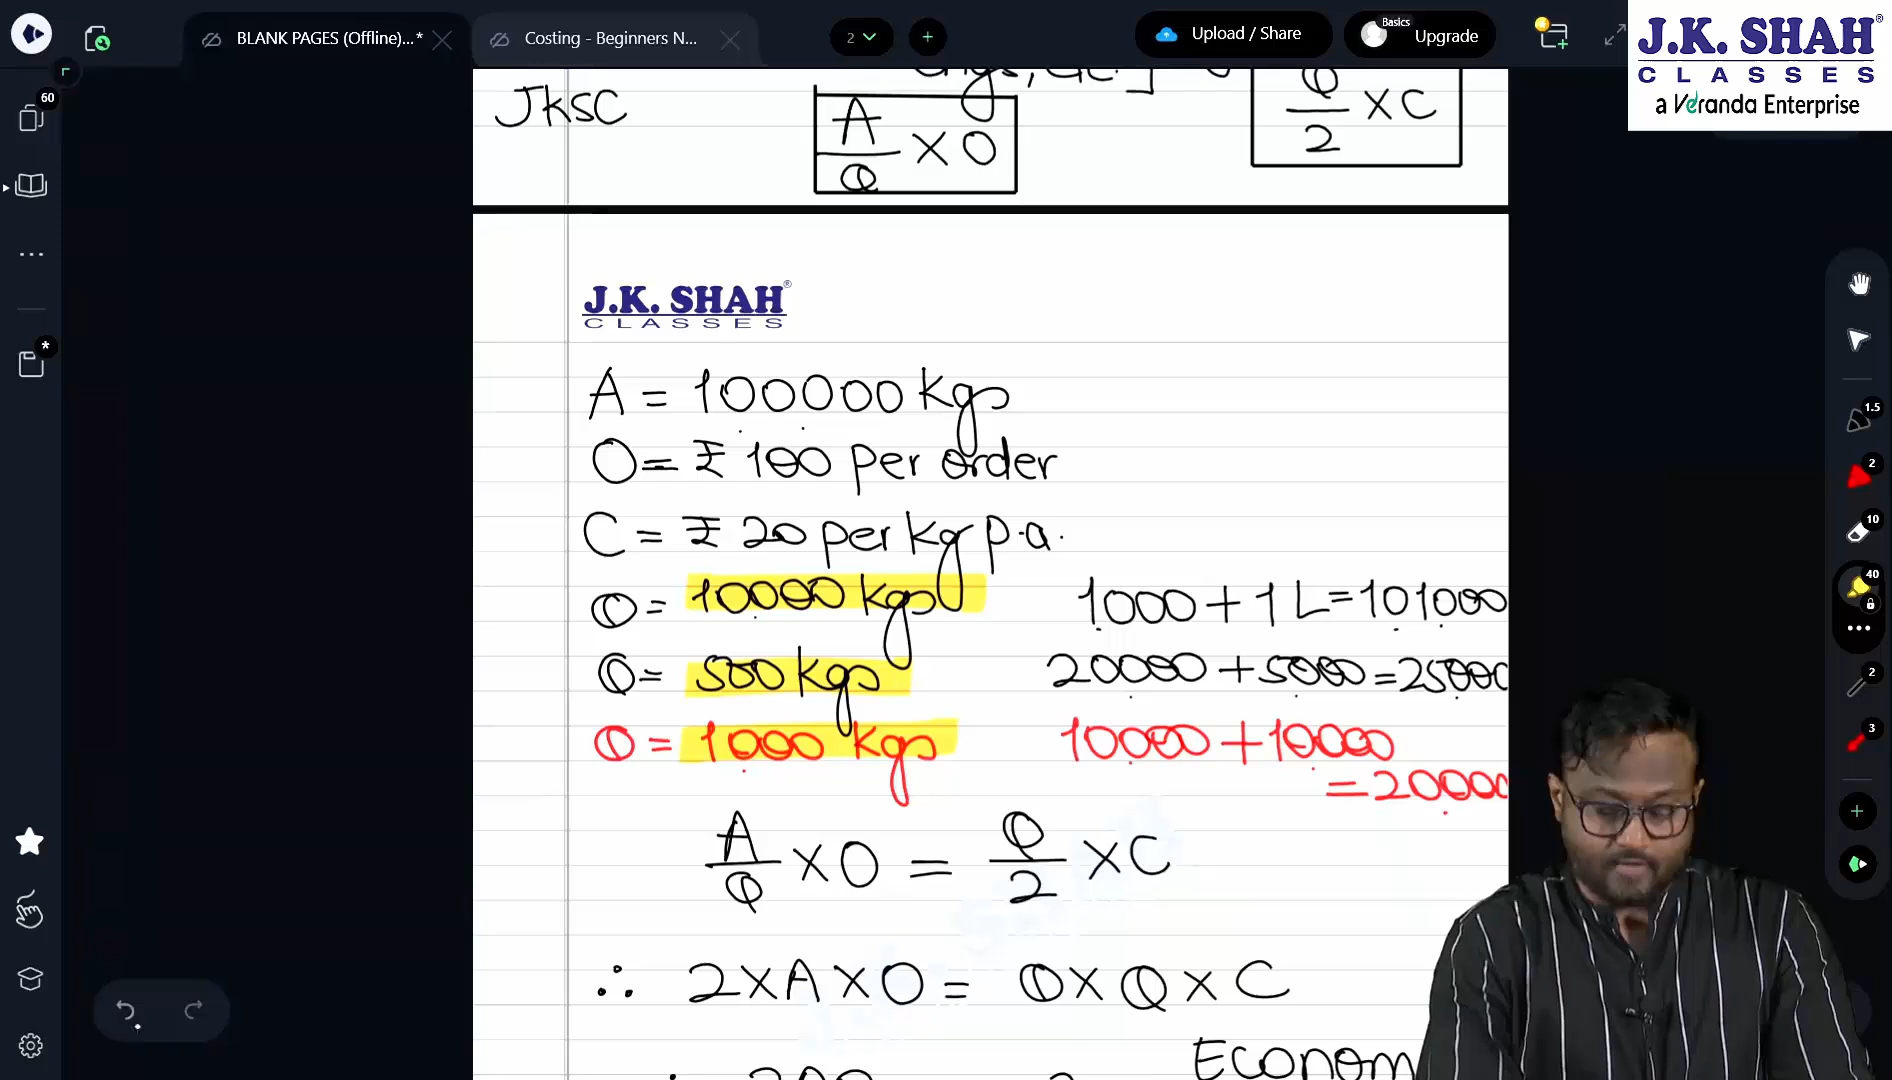 BLANK PAGES (Offline)...*
Costing - Beginners N...
2
Upload / Share
Basics
Upgrade
J.K. SHAH®
CLASSES
a Veranda Enterprise
60
JKSC
A/Q × O
Q/2 × C
J.K. SHAH®
CLASSES
A = 100000 kgs
O = ₹ 100 per order
C = ₹ 20 per kg p.a.
Q = 10000 kgs 1000 + 1 L = 101000
Q = 500 kgs 20000 + 5000 = 25000
Q = 1000 kgs 10000 + 10000
= 20000
A/Q × O = Q/2 × C
∴ 2 × A × O = Q × Q × C
Econom
1.5
2
10
40
2
3